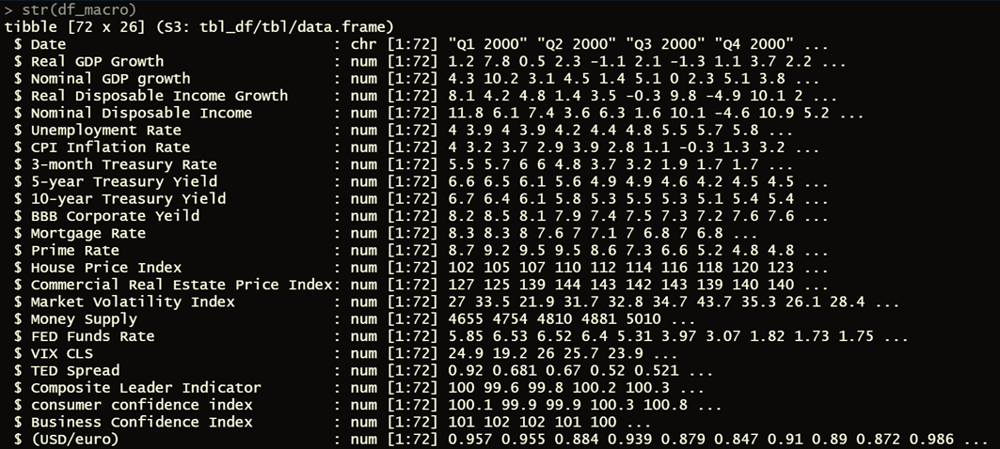 > str(df_macro)
tibble [72 x 26] (S3: tbl_df/tbl/data.frame)
 $ Date                             : chr [1:72] "Q1 2000" "Q2 2000" "Q3 2000" "Q4 2000" ...
 $ Real GDP Growth                  : num [1:72] 1.2 7.8 0.5 2.3 -1.1 2.1 -1.3 1.1 3.7 2.2 ...
 $ Nominal GDP growth               : num [1:72] 4.3 10.2 3.1 4.5 1.4 5.1 0 2.3 5.1 3.8 ...
 $ Real Disposable Income Growth    : num [1:72] 8.1 4.2 4.8 1.4 3.5 -0.3 9.8 -4.9 10.1 2 ...
 $ Nominal Disposable Income        : num [1:72] 11.8 6.1 7.4 3.6 6.3 1.6 10.1 -4.6 10.9 5.2 ...
 $ Unemployment Rate                : num [1:72] 4 3.9 4 3.9 4.2 4.4 4.8 5.5 5.7 5.8 ...
 $ CPI Inflation Rate               : num [1:72] 4 3.2 3.7 2.9 3.9 2.8 1.1 -0.3 1.3 3.2 ...
 $ 3-month Treasury Rate            : num [1:72] 5.5 5.7 6 6 4.8 3.7 3.2 1.9 1.7 1.7 ...
 $ 5-year Treasury Yield            : num [1:72] 6.6 6.5 6.1 5.6 4.9 4.9 4.6 4.2 4.5 4.5 ...
 $ 10-year Treasury Yield           : num [1:72] 6.7 6.4 6.1 5.8 5.3 5.5 5.3 5.1 5.4 5.4 ...
 $ BBB Corporate Yeild              : num [1:72] 8.2 8.5 8.1 7.9 7.4 7.5 7.3 7.2 7.6 7.6 ...
 $ Mortgage Rate                    : num [1:72] 8.3 8.3 8 7.6 7 7.1 7 6.8 7 6.8 ...
 $ Prime Rate                       : num [1:72] 8.7 9.2 9.5 9.5 8.6 7.3 6.6 5.2 4.8 4.8 ...
 $ House Price Index                : num [1:72] 102 105 107 110 112 114 116 118 120 123 ...
 $ Commercial Real Estate Price Index: num [1:72] 127 125 139 144 143 142 143 139 140 140 ...
 $ Market Volatility Index          : num [1:72] 27 33.5 21.9 31.7 32.8 34.7 43.7 35.3 26.1 28.4 ...
 $ Money Supply                     : num [1:72] 4655 4754 4810 4881 5010 ...
 $ FED Funds Rate                   : num [1:72] 5.85 6.53 6.52 6.4 5.31 3.97 3.07 1.82 1.73 1.75 ...
 $ VIX CLS                          : num [1:72] 24.9 19.2 26 25.7 23.9 ...
 $ TED Spread                       : num [1:72] 0.92 0.681 0.67 0.52 0.521 ...
 $ Composite Leader Indicator       : num [1:72] 100 99.6 99.8 100.2 100.3 ...
 $ consumer confidence index        : num [1:72] 100.1 99.9 99.9 100.3 100.8 ...
 $ Business Confidence Index        : num [1:72] 101 102 102 101 100 ...
 $ (USD/euro)                       : num [1:72] 0.957 0.955 0.884 0.939 0.879 0.847 0.91 0.89 0.872 0.986 ...